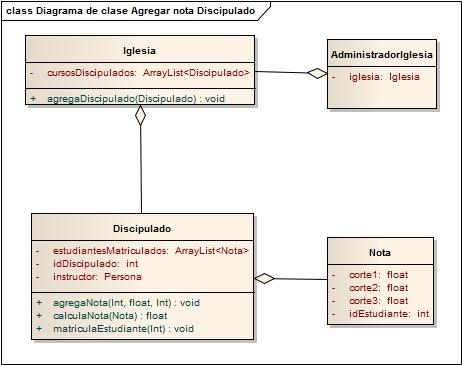 class Diagrama de clase Agregar nota Discipulado
Iglesia
- cursosDiscipulados: ArrayList<Discipulado>
+ agregaDiscipulado(Discipulado) : void
AdministradorIglesia
- iglesia: Iglesia
Discipulado
- estudiantesMatriculados: ArrayList<Nota>
- idDiscipulado: int
- instructor: Persona
+ agregaNota(Int, float, Int) : void
+ calculaNota(Nota) : float
+ matriculaEstudiante(Int) : void
Nota
- corte1: float
- corte2: float
- corte3: float
- idEstudiante: int